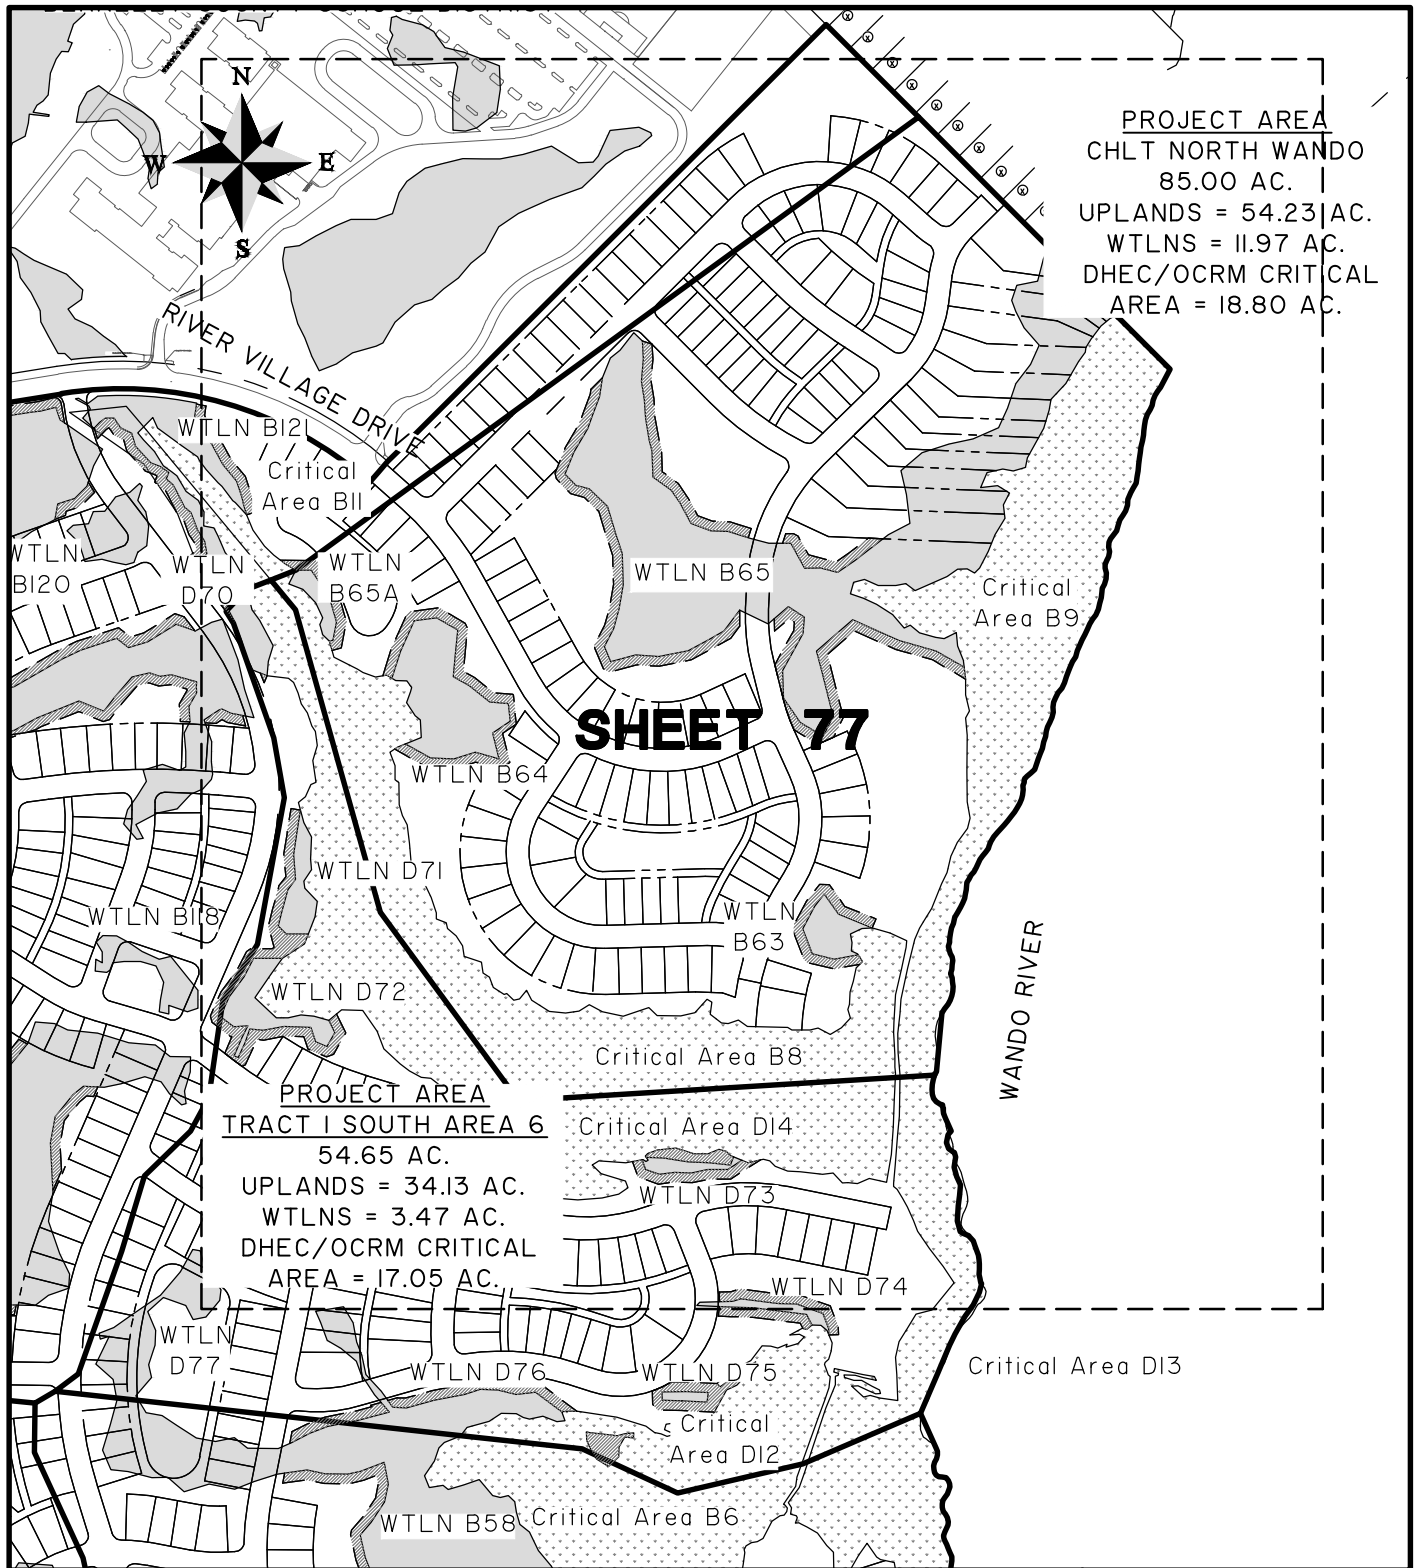 N
W
E
S
PROJECT AREA
CHLT NORTH WANDO
85.00 AC.
UPLANDS = 54.23 AC.
WTLNS = 11.97 AC.
DHEC/OCRM CRITICAL
AREA = 18.80 AC.
RIVER VILLAGE DRIVE
WTLN B121
Critical
Area B11
WTLN
B120
WTLN
D70
WTLN
B65A
WTLN B65
Critical
Area B9
SHEET 77
WTLN B64
WTLN D71
WTLN B118
WTLN
B63
WTLN D72
WANDO RIVER
Critical Area B8
PROJECT AREA
TRACT 1 SOUTH AREA 6
54.65 AC.
UPLANDS = 34.13 AC.
WTLNS = 3.47 AC.
DHEC/OCRM CRITICAL
AREA = 17.05 AC.
Critical Area D14
WTLN D73
WTLN D74
WTLN
D77
WTLN D76
WTLN D75
Critical Area D13
Critical
Area D12
WTLN B58
Critical Area B6